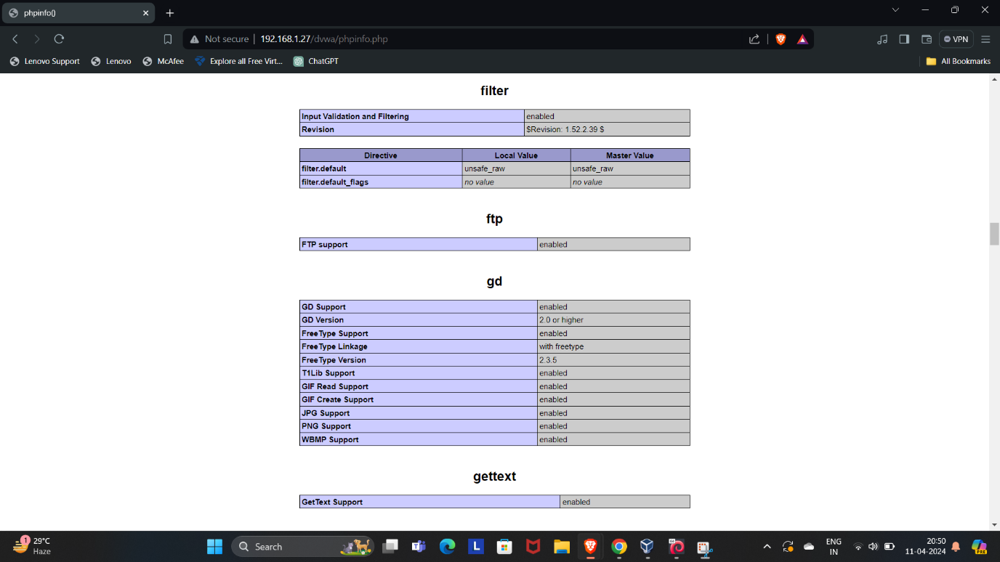 phpinfo()
Not secure 192.168.1.27/dvwa/phpinfo.php VPN
Lenovo Support Lenovo McAfee Explore all Free Virt... ChatGPT All Bookmarks
filter
Input Validation and Filtering enabled
Revision $Revision: 1.52.2.39 $
Directive Local Value Master Value
filter.default unsafe_raw unsafe_raw
filter.default_flags no value no value
ftp
FTP support enabled
gd
GD Support enabled
GD Version 2.0 or higher
FreeType Support enabled
FreeType Linkage with freetype
FreeType Version 2.3.5
T1Lib Support enabled
GIF Read Support enabled
GIF Create Support enabled
JPG Support enabled
PNG Support enabled
WBMP Support enabled
gettext
GetText Support enabled
1 29°C
Haze
Search
L
ENG
IN
20:50
11-04-2024
PRE